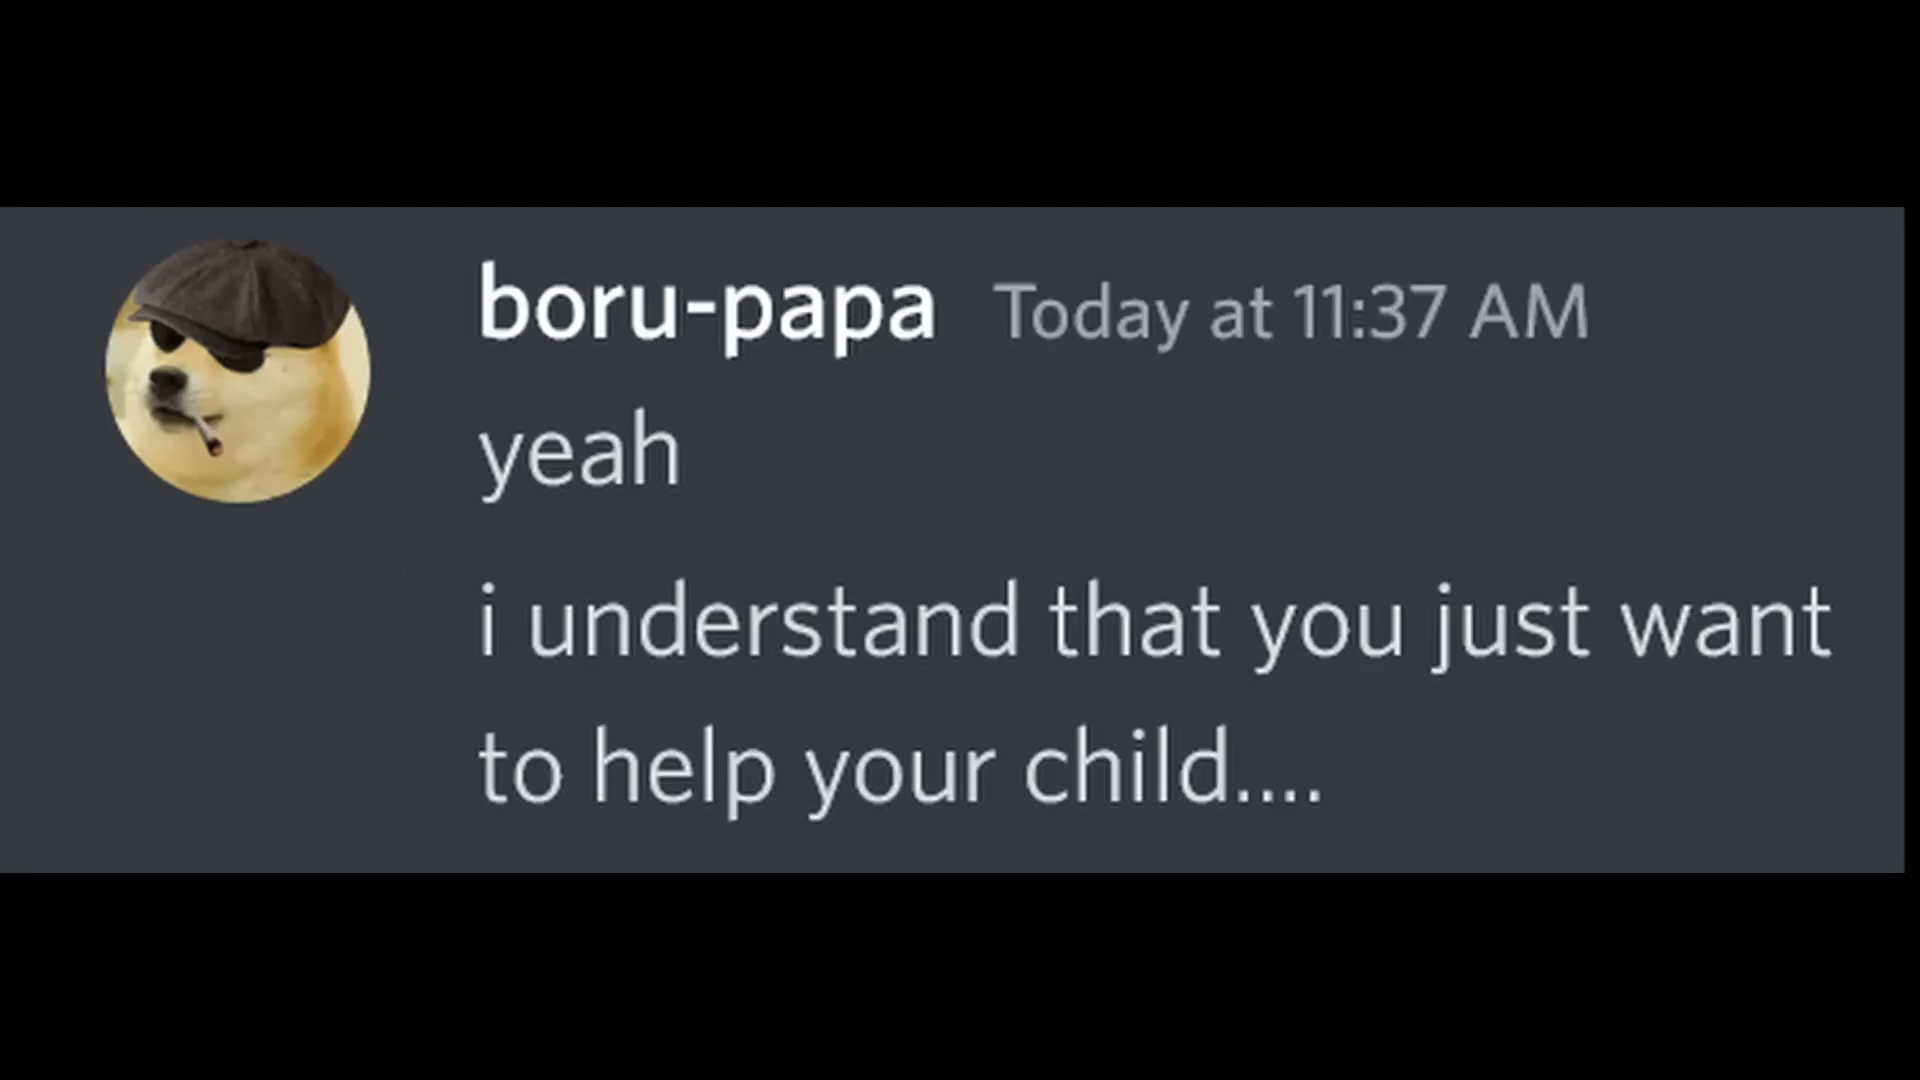 boru-papa Today at 11:37 AM
yeah
i understand that you just want
to help your child....